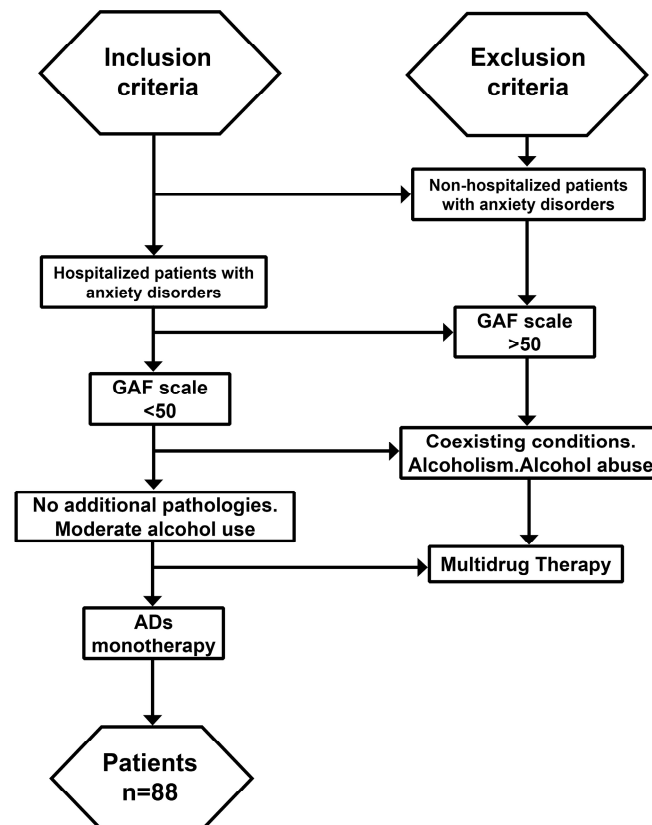 Inclusion
criteria
Exclusion
criteria
Non-hospitalized patients
with anxiety disorders
Hospitalized patients with
anxiety disorders
GAF scale
>50
GAF scale
<50
Coexisting conditions.
Alcoholism.Alcohol abuse
No additional pathologies.
Moderate alcohol use
Multidrug Therapy
ADs
monotherapy
Patients
n=88